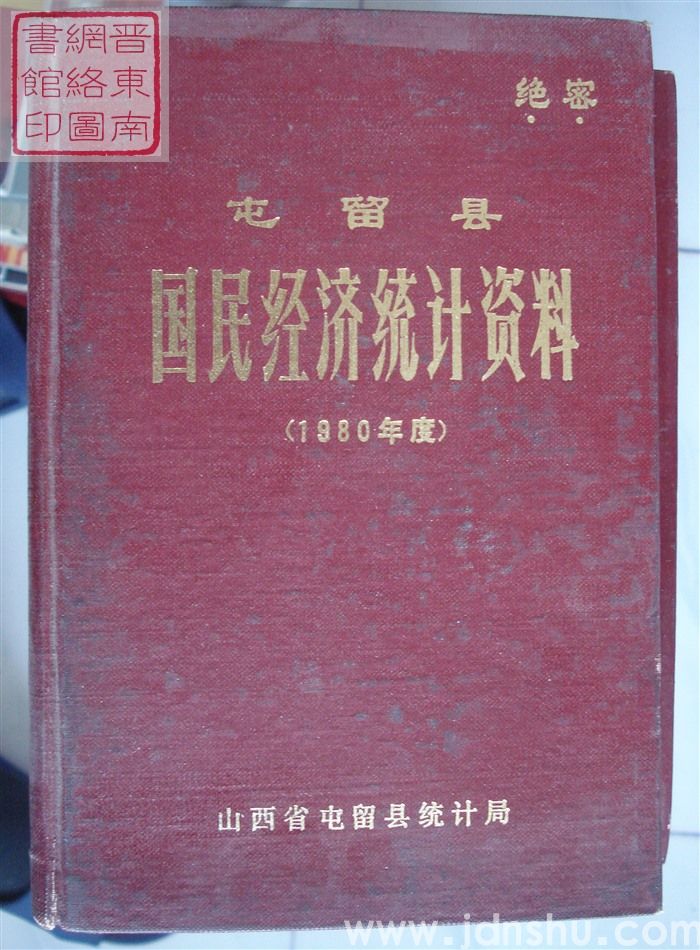 晋東南
網絡圖
書館印
绝密
屯留县
国民经济统计资料
(1980年度)
山西省屯留县统计局
www.jdnshu.com